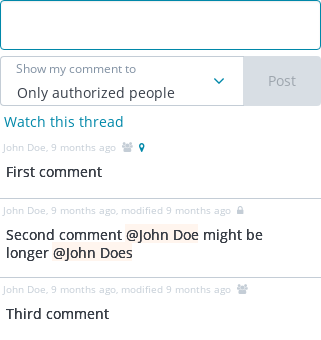 Show my comment to
Only authorized people
Post
Watch this thread
John Doe, 9 months ago
First comment
John Doe, 9 months ago, modified 9 months ago
Second comment @John Doe might be
longer @John Does
John Doe, 9 months ago, modified 9 months ago
Third comment